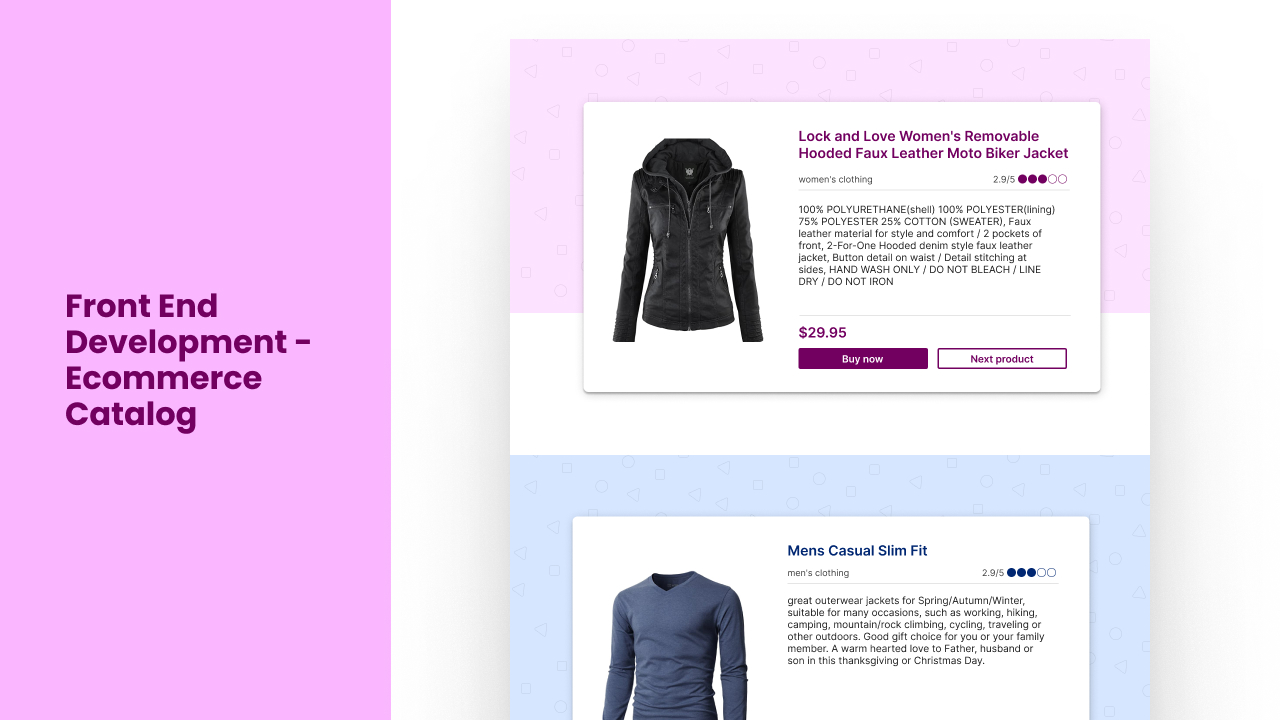 Front End
Development -
Ecommerce
Catalog
Lock and Love Women's Removable
Hooded Faux Leather Moto Biker Jacket
women's clothing 2.9/5
100% POLYURETHANE(shell) 100% POLYESTER(lining)
75% POLYESTER 25% COTTON (SWEATER), Faux
leather material for style and comfort / 2 pockets of
front, 2-For-One Hooded denim style faux leather
jacket, Button detail on waist / Detail stitching at
sides, HAND WASH ONLY / DO NOT BLEACH / LINE
DRY / DO NOT IRON
$29.95
Buy now Next product
Mens Casual Slim Fit
men's clothing 2.9/5
great outerwear jackets for Spring/Autumn/Winter,
suitable for many occasions, such as working, hiking,
camping, mountain/rock climbing, cycling, traveling or
other outdoors. Good gift choice for you or your family
member. A warm hearted love to Father, husband or
son in this thanksgiving or Christmas Day.